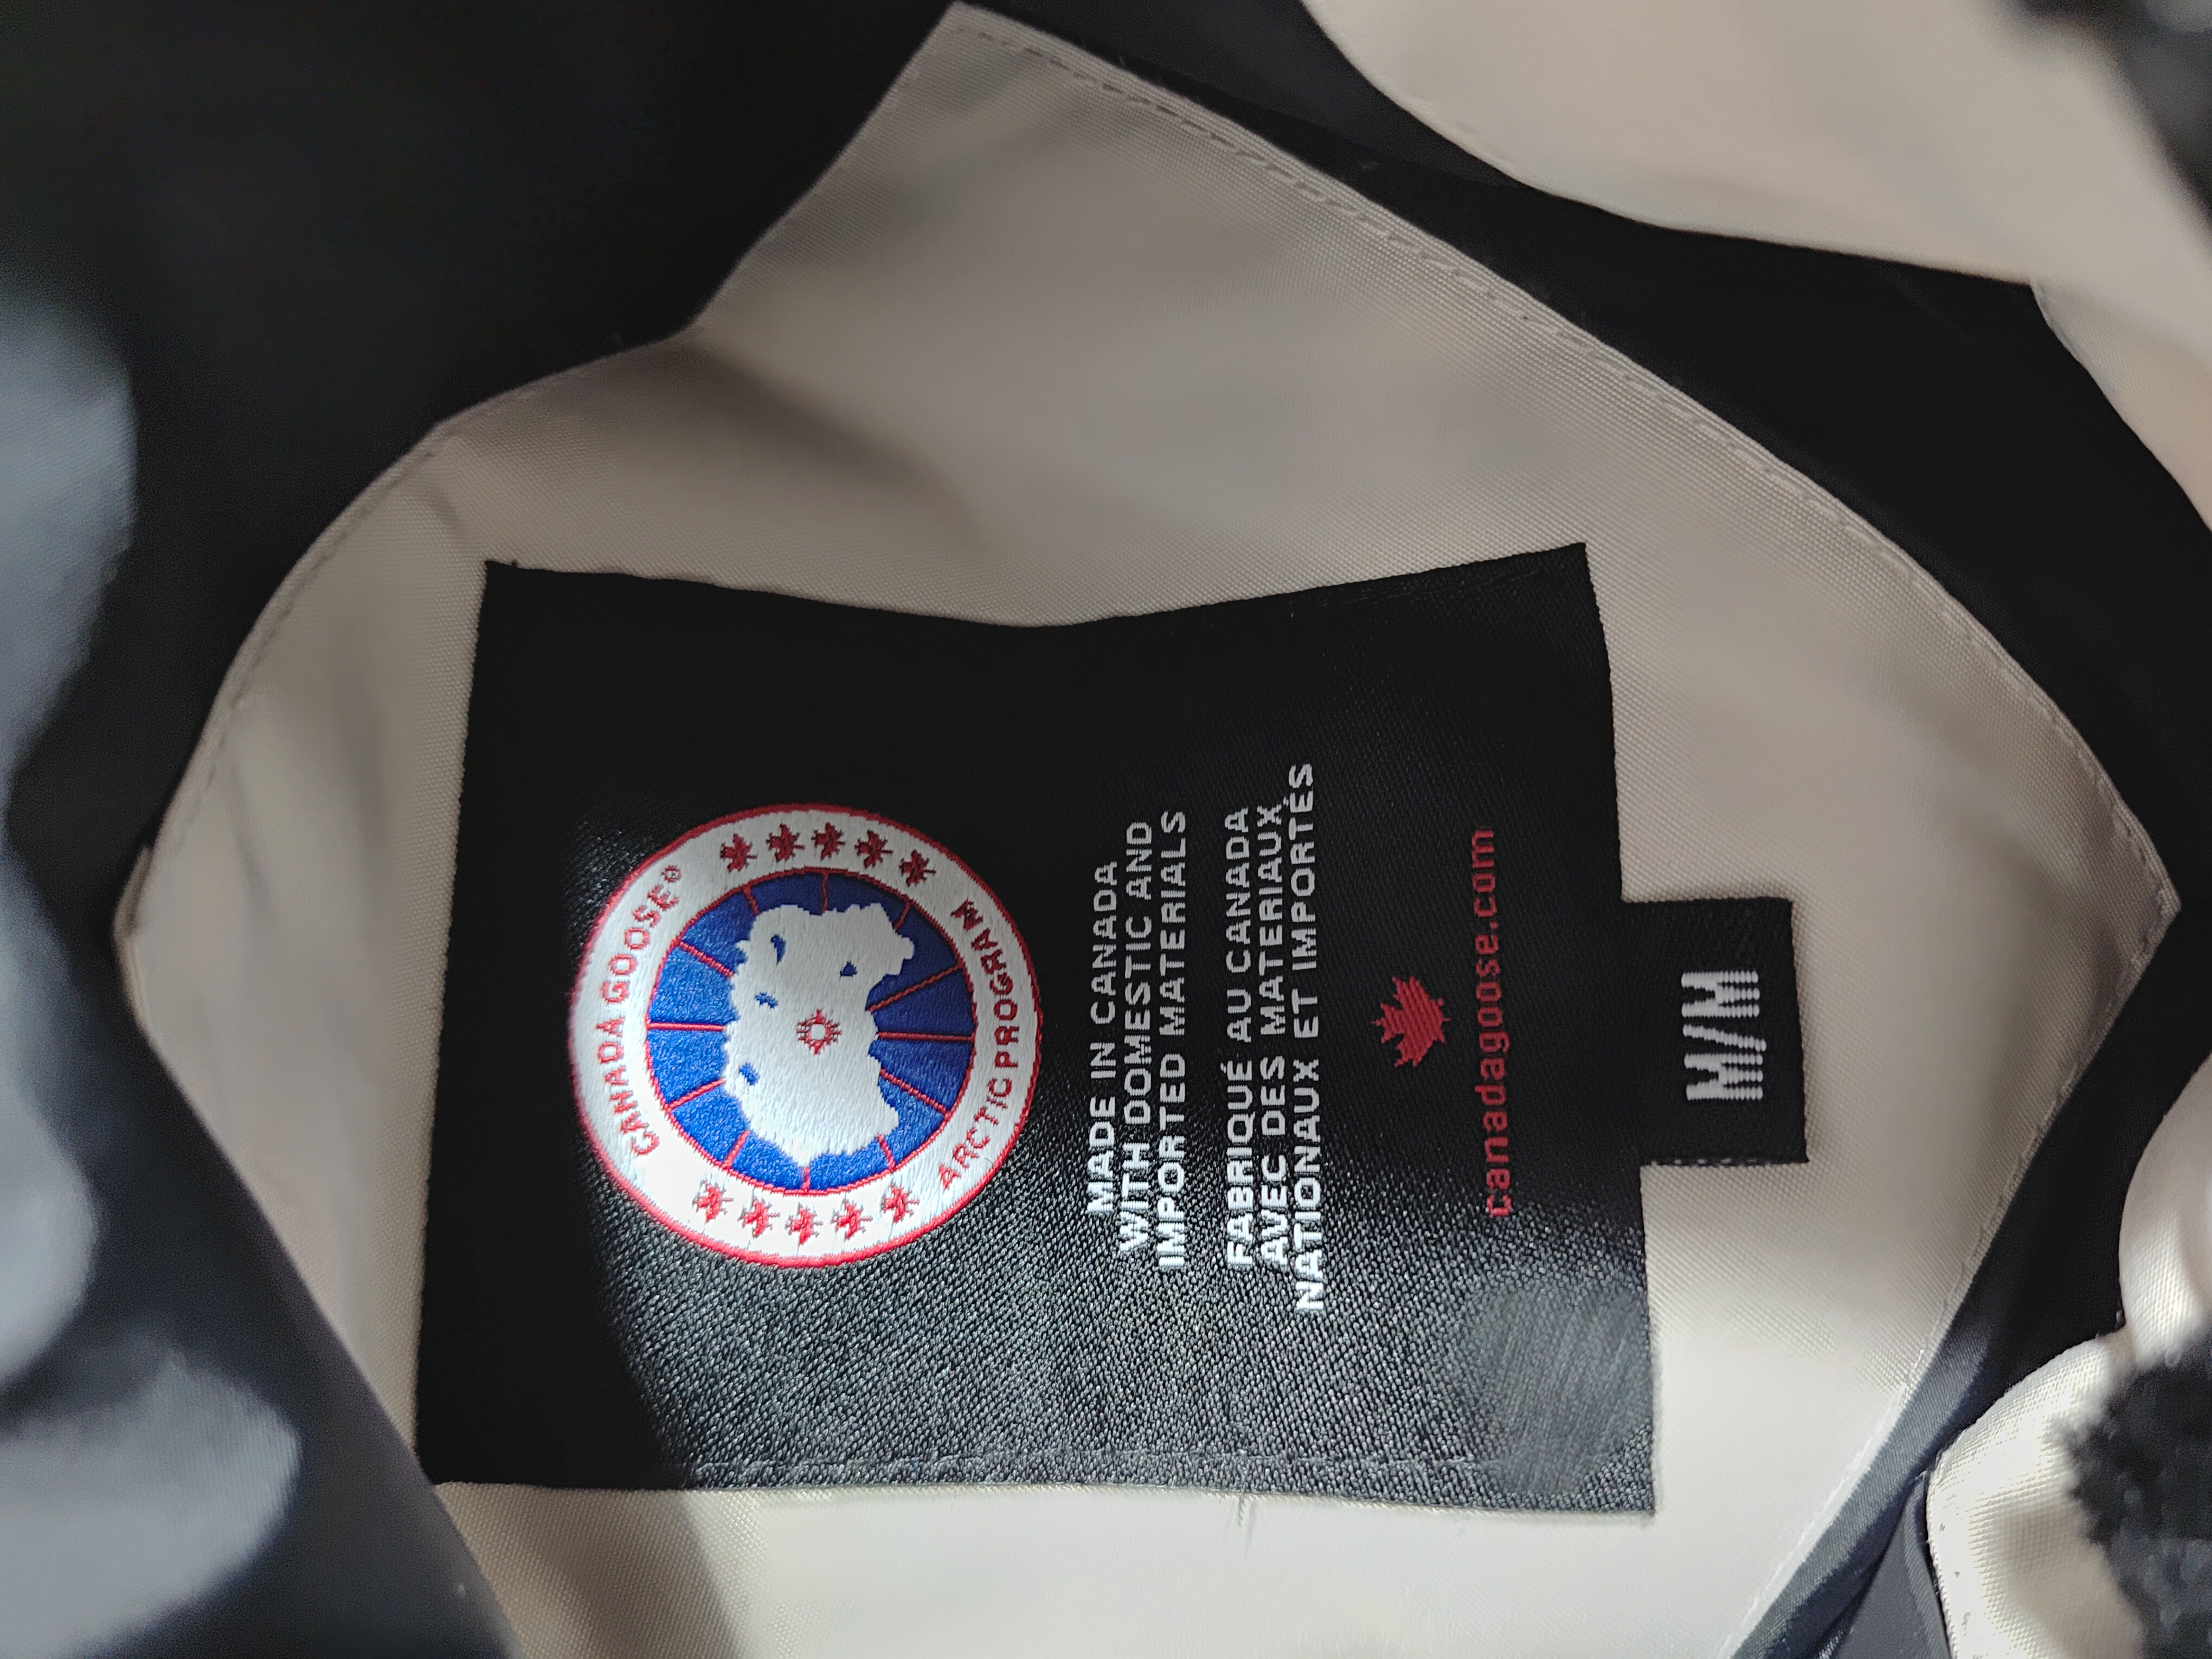 CANADA GOOSE®
ARCTIC PROGRAM
MADE IN CANADA
WITH DOMESTIC AND
IMPORTED MATERIALS
FABRIQUÉ AU CANADA
AVEC DES MATERIAUX
NATIONAUX ET IMPORTÉS
canadagoose.com
M/M